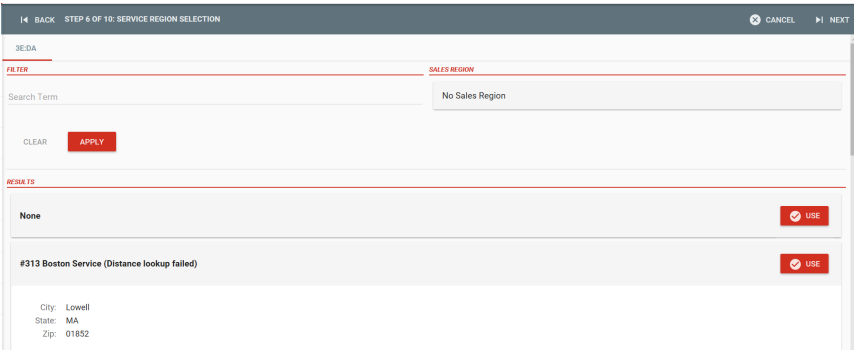 BACK STEP 6 OF 10: SERVICE REGION SELECTION CANCEL NEXT
3E:DA
FILTER SALES REGION
Search Term No Sales Region
CLEAR APPLY
RESULTS
None USE
#313 Boston Service (Distance lookup failed) USE
City: Lowell
State: MA
Zip: 01852